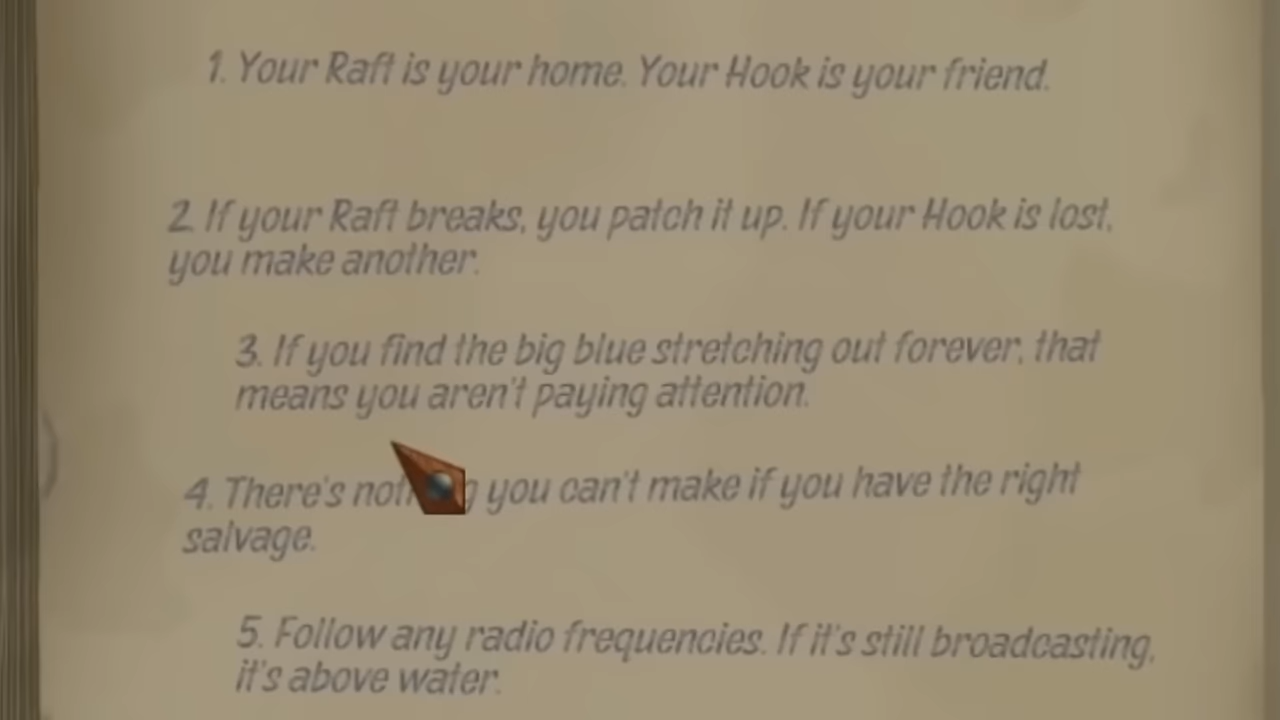 1. Your Raft is your home. Your Hook is your friend.
2. If your Raft breaks, you patch it up. If your Hook is lost,
you make another.
3. If you find the big blue stretching out forever, that
means you aren't paying attention.
4. There's nothing you can't make if you have the right
salvage.
5. Follow any radio frequencies. If it's still broadcasting,
it's above water.